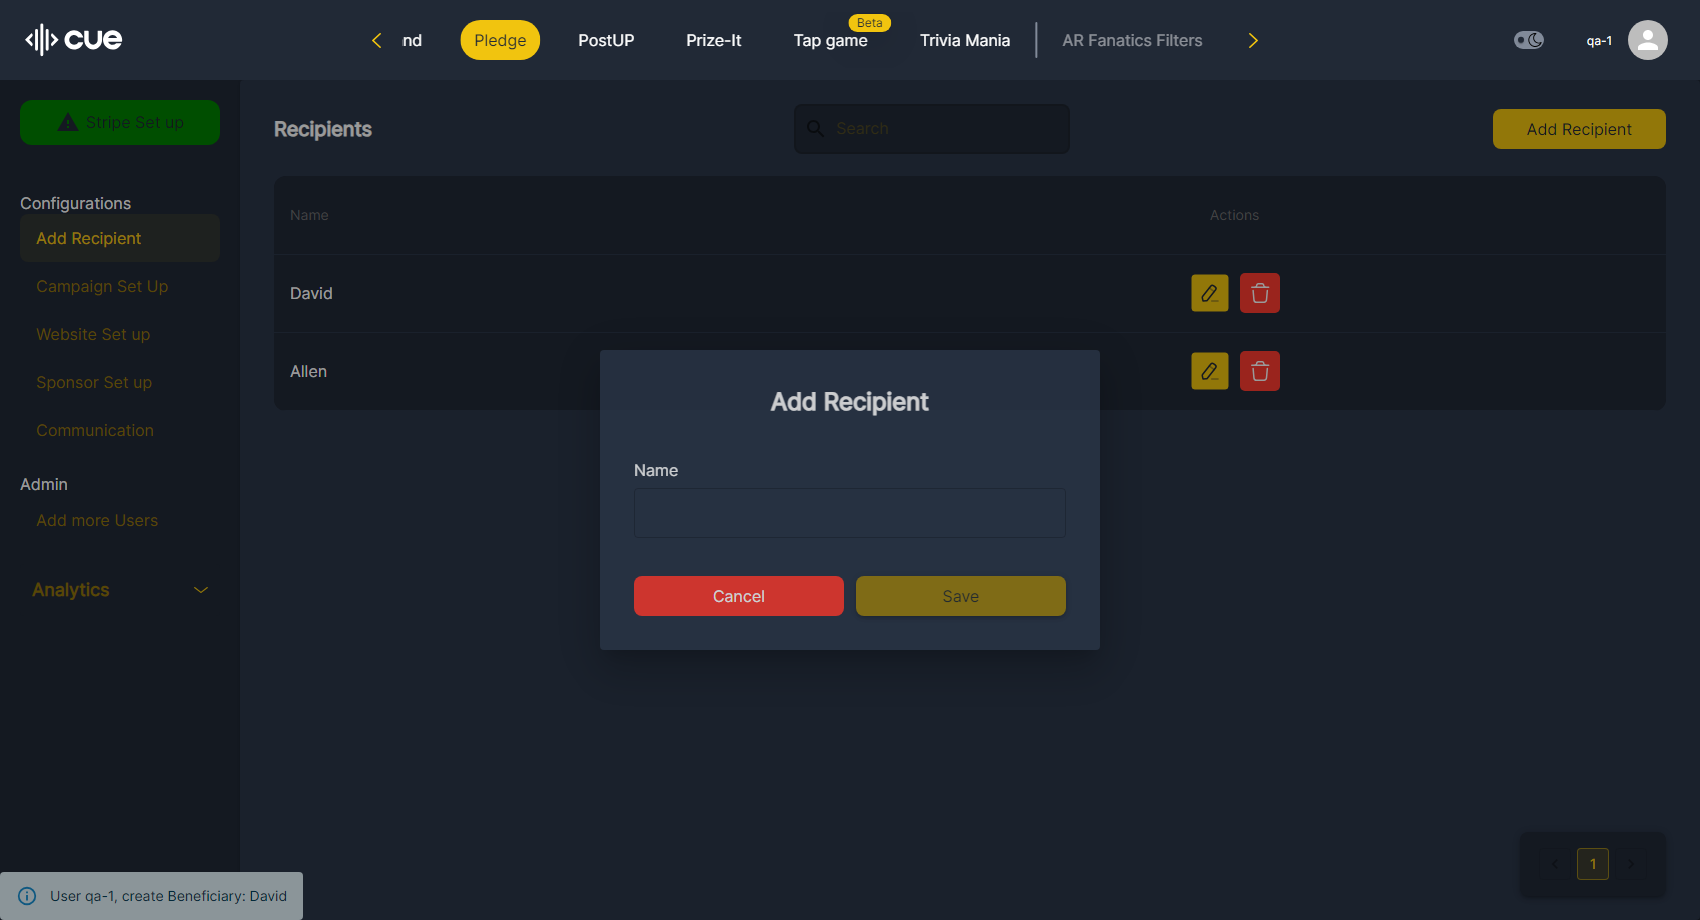 cue
nd
Pledge
PostUP
Prize-It
Tap game
Beta
Trivia Mania
AR Fanatics Filters
qa-1
Stripe Set up
Configurations
Add Recipient
Campaign Set Up
Website Set up
Sponsor Set up
Communication
Admin
Add more Users
Analytics
Recipients
Search
Add Recipient
Name
Actions
David
Allen
Add Recipient
Name
Cancel
Save
1
User qa-1, create Beneficiary: David